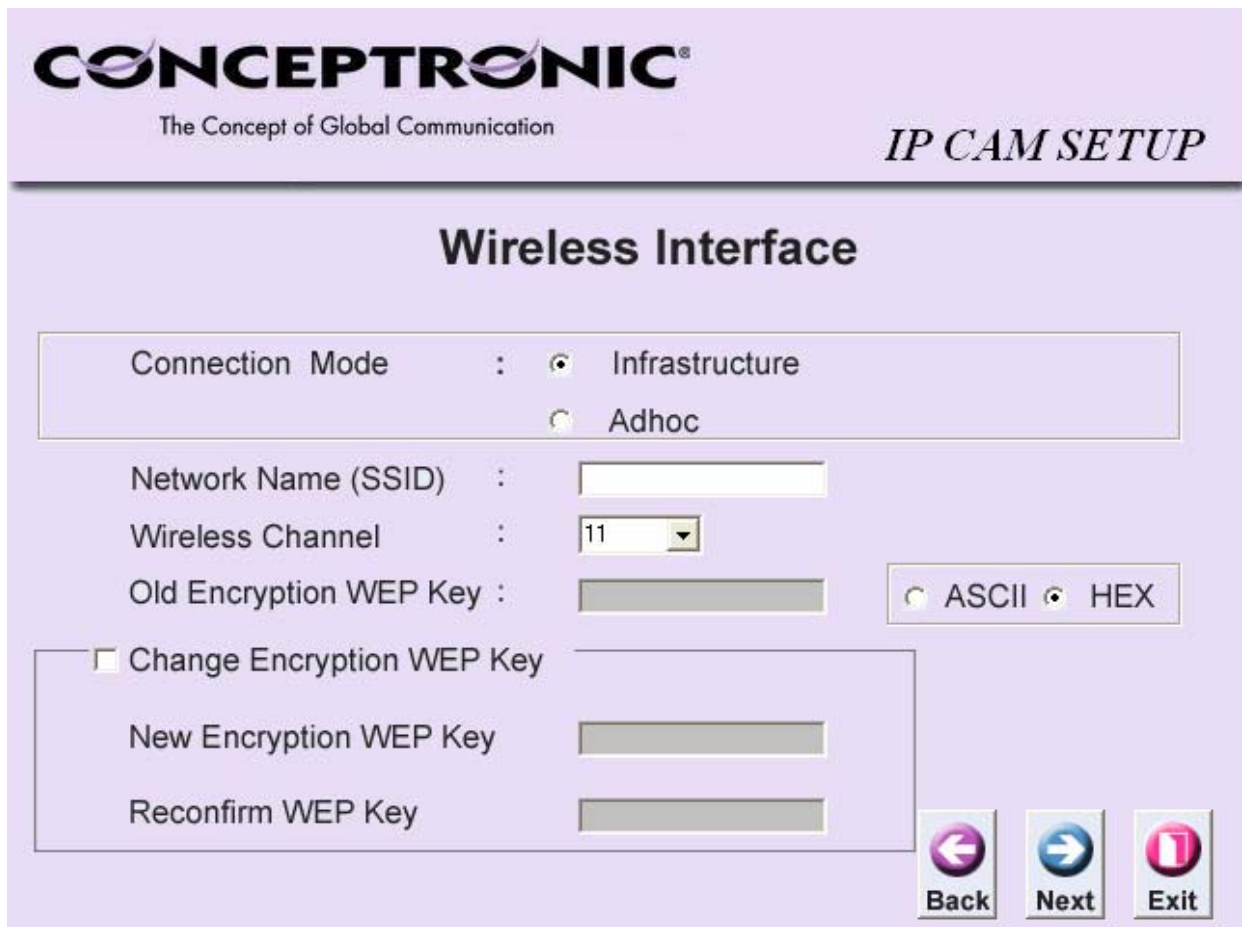 CONCEPTRONIC®
The Concept of Global Communication
IP CAM SETUP
Wireless Interface
Connection Mode : Infrastructure
Adhoc
Network Name (SSID) :
Wireless Channel : 11
Old Encryption WEP Key : ASCII HEX
Change Encryption WEP Key
New Encryption WEP Key
Reconfirm WEP Key
Back Next Exit